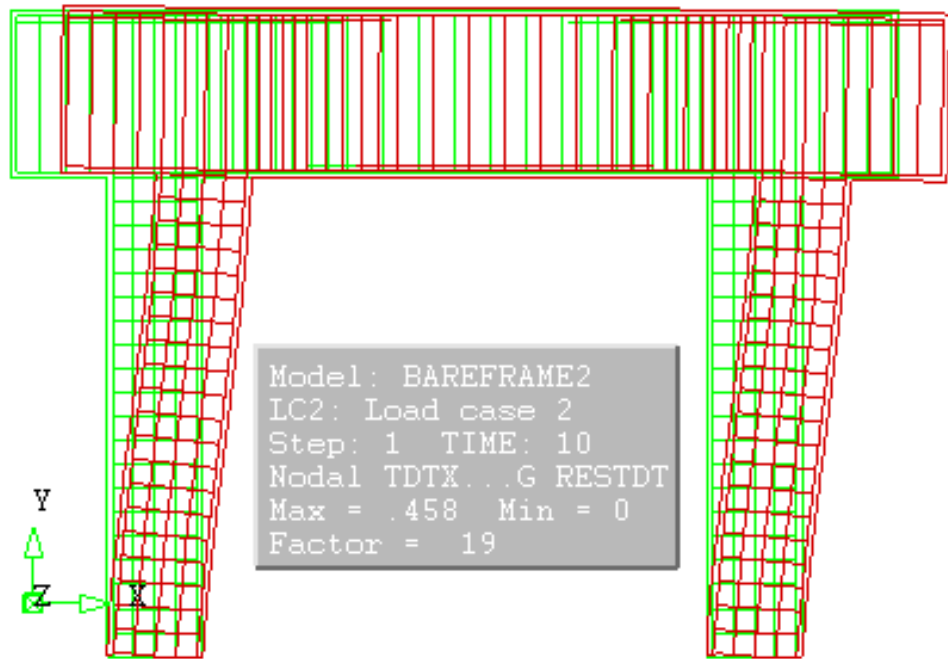 Model: BAREFRAME2
LC2: Load case 2
Step: 1 TIME: 10
Nodal TDTX...G RESTDT
Max = .458 Min = 0
Factor = 19
Y
Z X